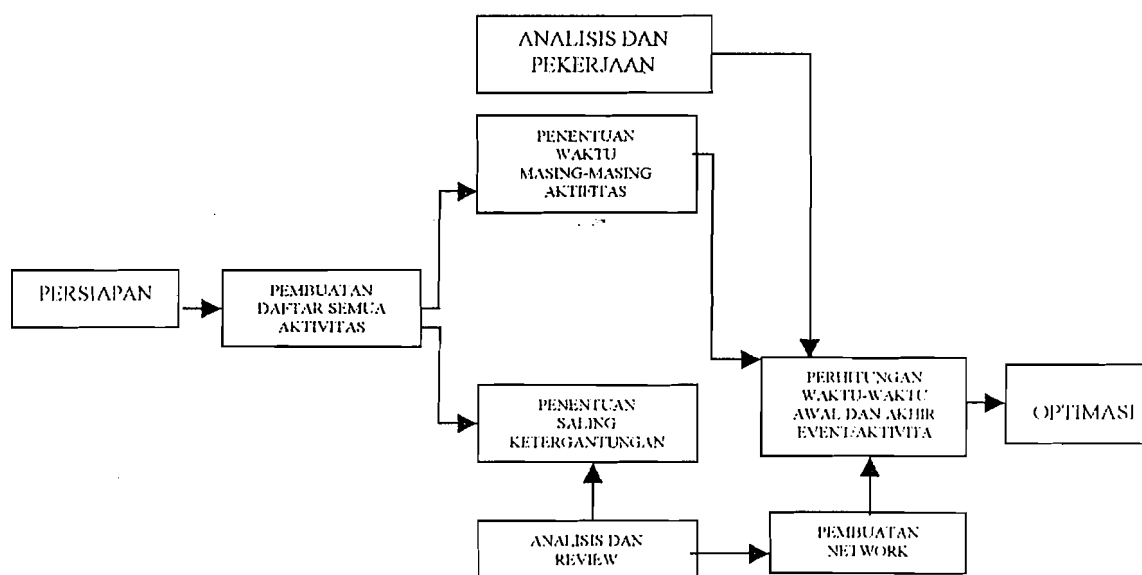 ANALISIS DAN
PEKERJAAN
PENENTUAN
WAKTU
MASING-MASING
AKTIFITAS
PERSIAPAN
PEMBUATAN
DAFTAR SEMUA
AKTIVITAS
PENENTUAN
SALING
KETERGANTUNGAN
PERHITUNGAN
WAKTU-WAKTU
AWAL DAN AKHIR
EVENT/AKTIVITA
OPTIMASI
ANALISIS DAN
REVIEW
PEMBUATAN
NETWORK